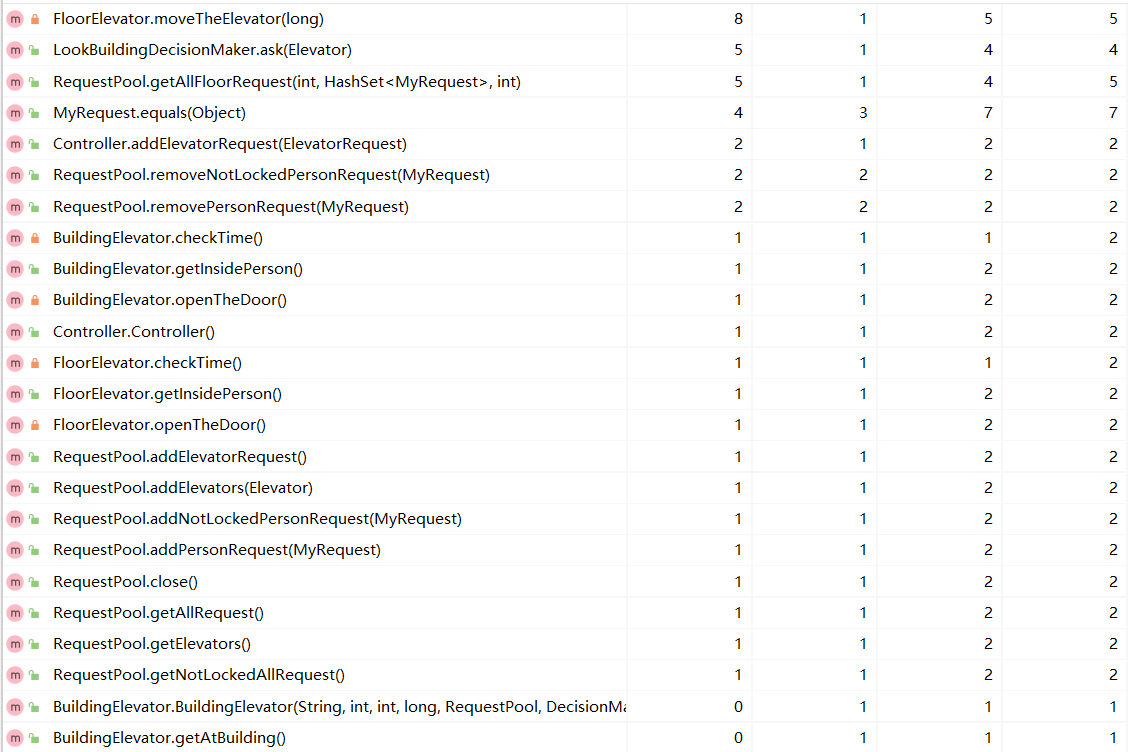 m FloorElevator.moveTheElevator(long) 8 1 5 5
m LookBuildingDecisionMaker.ask(Elevator) 5 1 4 4
m RequestPool.getAllFloorRequest(int, HashSet<MyRequest>, int) 5 1 4 5
m MyRequest.equals(Object) 4 3 7 7
m Controller.addElevatorRequest(ElevatorRequest) 2 1 2 2
m RequestPool.removeNotLockedPersonRequest(MyRequest) 2 2 2 2
m RequestPool.removePersonRequest(MyRequest) 2 2 2 2
m BuildingElevator.checkTime() 1 1 1 2
m BuildingElevator.getInsidePerson() 1 1 2 2
m BuildingElevator.openTheDoor() 1 1 2 2
m Controller.Controller() 1 1 2 2
m FloorElevator.checkTime() 1 1 1 2
m FloorElevator.getInsidePerson() 1 1 2 2
m FloorElevator.openTheDoor() 1 1 2 2
m RequestPool.addElevatorRequest() 1 1 2 2
m RequestPool.addElevators(Elevator) 1 1 2 2
m RequestPool.addNotLockedPersonRequest(MyRequest) 1 1 2 2
m RequestPool.addPersonRequest(MyRequest) 1 1 2 2
m RequestPool.close() 1 1 2 2
m RequestPool.getAllRequest() 1 1 2 2
m RequestPool.getElevators() 1 1 2 2
m RequestPool.getNotLockedAllRequest() 1 1 2 2
m BuildingElevator.BuildingElevator(String, int, int, long, RequestPool, DecisionMa 0 1 1 1
m BuildingElevator.getAtBuilding() 0 1 1 1